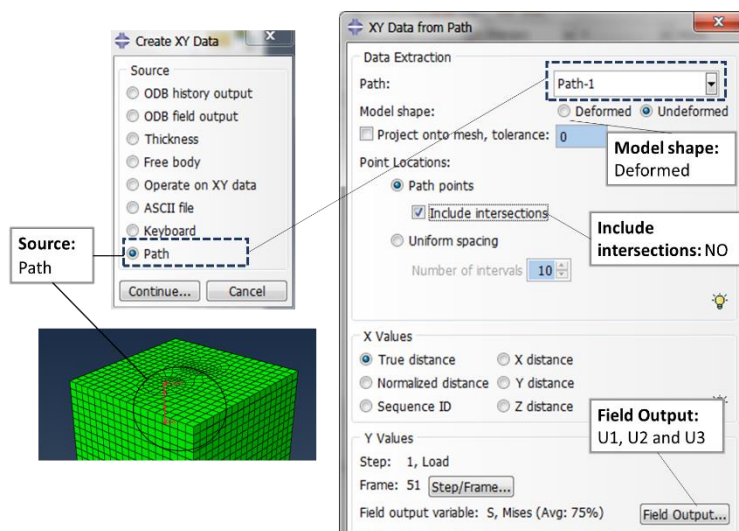 Create XY Data
Source
ODB history output
ODB field output
Thickness
Free body
Operate on XY data
ASCII file
Keyboard
Path
Continue...
Cancel
Source:
Path
XY Data from Path
Data Extraction
Path:
Path-1
Model shape:
Deformed
Undeformed
Project onto mesh, tolerance:
0
Model shape:
Deformed
Point Locations:
Path points
Include intersections
Include
intersections: NO
Uniform spacing
Number of intervals
10
X Values
True distance
X distance
Normalized distance
Y distance
Sequence ID
Z distance
Field Output:
U1, U2 and U3
Y Values
Step: 1, Load
Frame: 51
Step/Frame...
Field output variable: S, Mises (Avg: 75%)
Field Output...